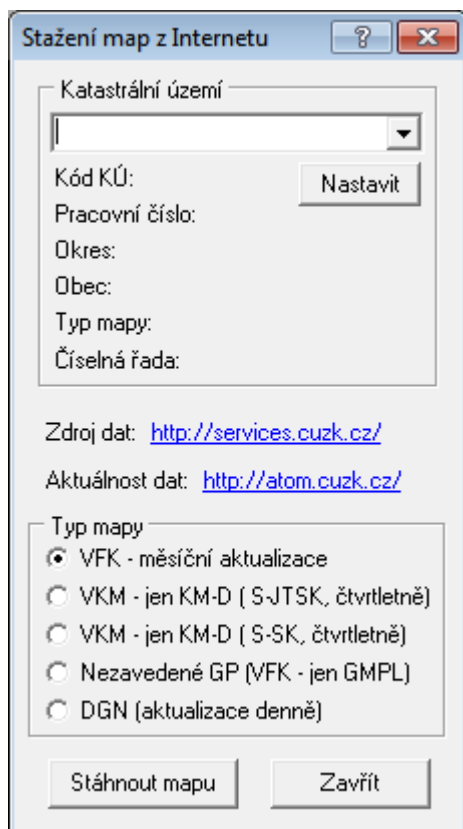 Stažení map z Internetu
Katastrální území
Kód KÚ:
Nastavit
Pracovní číslo:
Okres:
Obec:
Typ mapy:
Číselná řada:
Zdroj dat: http://services.cuzk.cz/
Aktuálnost dat: http://atom.cuzk.cz/
Typ mapy
VFK - měsíční aktualizace
VKM - jen KM-D ( S-JTSK, čtvrtletně)
VKM - jen KM-D ( S-SK, čtvrtletně)
Nezavedené GP (VFK - jen GMPL)
DGN (aktualizace denně)
Stáhnout mapu Zavřít